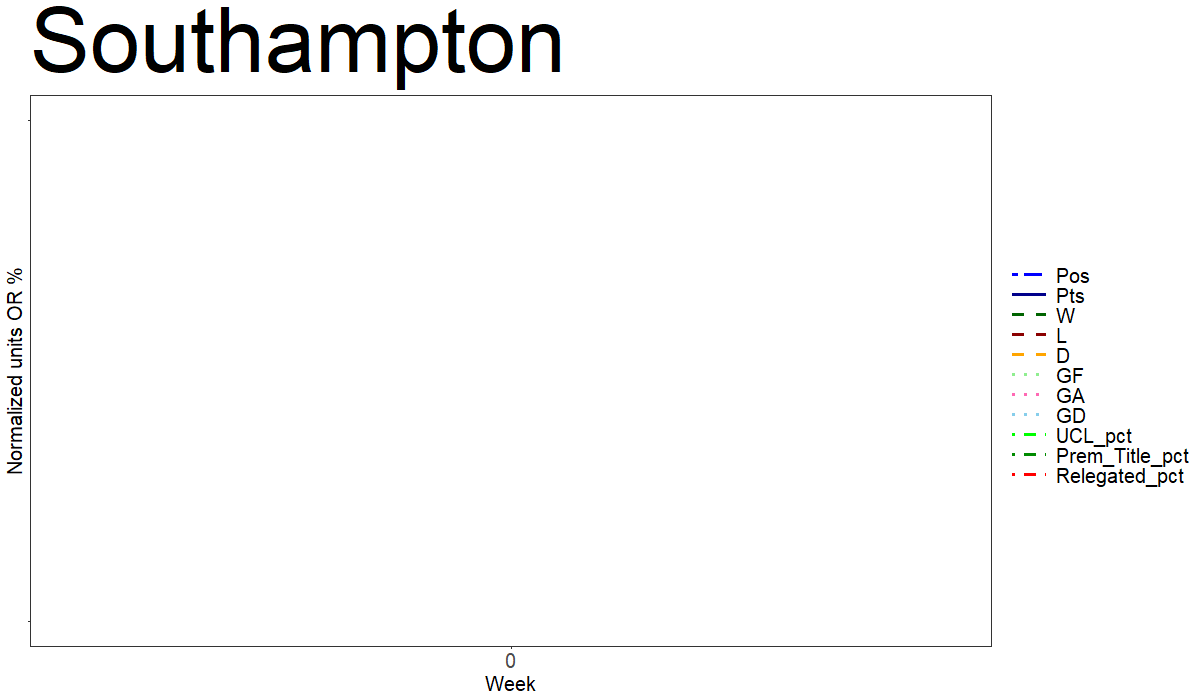 Southampton
Normalized units OR %
0
Week
Pos
Pts
W
L
D
GF
GA
GD
UCL_pct
Prem_Title_pct
Relegated_pct